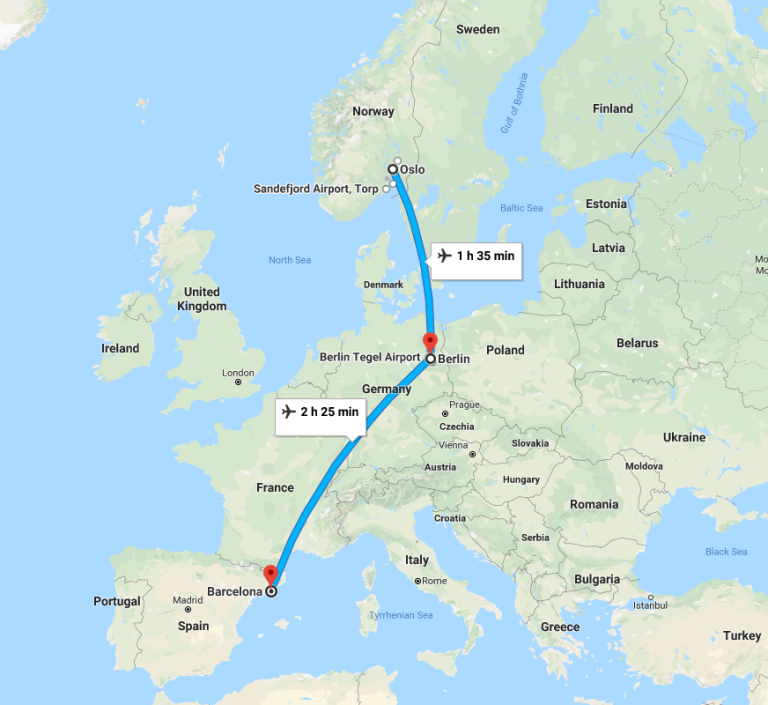 Sweden
Gulf of Bothnia
Finland
Norway
Oslo
Sandefjord Airport, Torp
Estonia
Baltic Sea
Latvia
1 h 35 min
North Sea
Mo
Mo
Denmark
Lithuania
United
Kingdom
Belarus
Ireland
Poland
Berlin Tegel Airport
Berlin
London
Germany
Prague
2 h 25 min
Czechia
Ukraine
Vienna
Slovakia
Austria
Moldova
Hungary
France
Romania
Croatia
Serbia
Black Sea
Italy
Rome
Bulgaria
Barcelona
Portugal
Madrid
Istanbul
Tyrrhenian Sea
Spain
Greece
Turkey